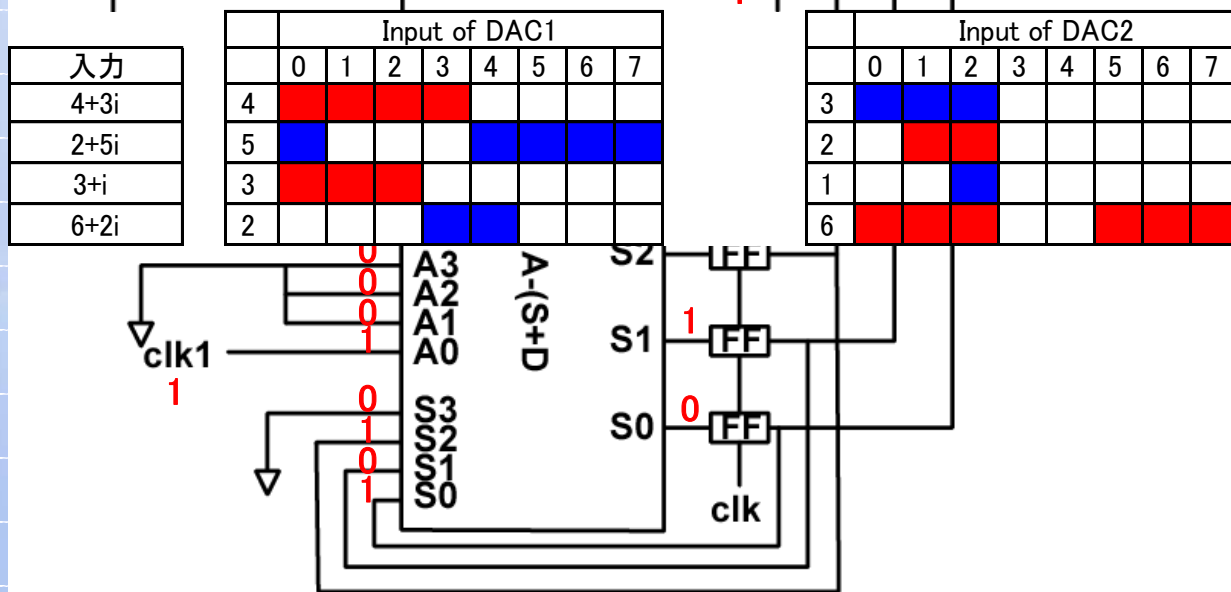 Input of DAC1
0 1 2 3 4 5 6 7
4
5
3
2
Input of DAC2
0 1 2 3 4 5 6 7
3
2
1
6
入力
4+3i
2+5i
3+i
6+2i
0 A3
0 A2
0 A1
1 A0
clk1
1
0 S3
1 S2
0 S1
1 S0
A-(S+D
S2 FF
S1 1 FF
S0 0 FF
clk